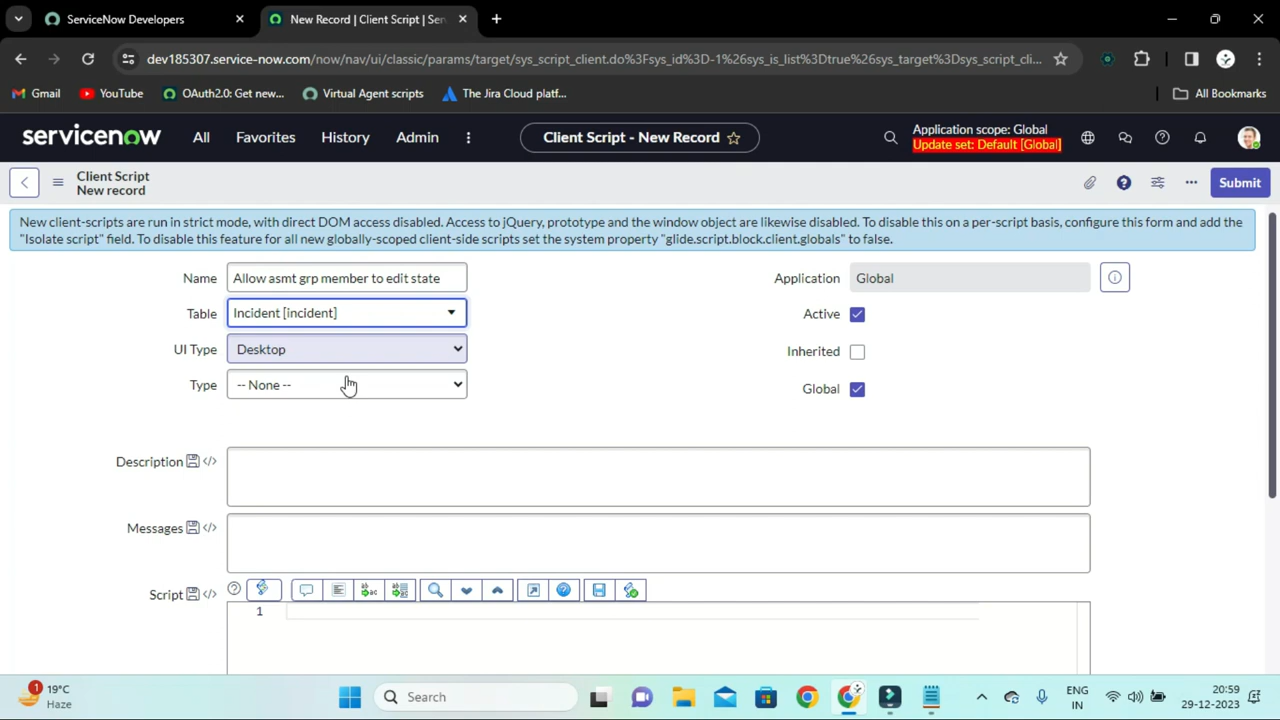 ServiceNow Developers
New Record | Client Script | Ser
dev185307.service-now.com/now/nav/ui/classic/params/target/sys_script_client.do%3Fsys_id%3D-1%26sys_is_list%3Dtrue%26sys_target%3Dsys_script_cli...
Gmail
YouTube
OAuth2.0: Get new...
Virtual Agent scripts
The Jira Cloud platf...
All Bookmarks
servicenow
All
Favorites
History
Admin
Client Script - New Record
Application scope: Global
Update set: Default [Global]
Client Script
New record
Submit
New client-scripts are run in strict mode, with direct DOM access disabled. Access to jQuery, prototype and the window object are likewise disabled. To disable this on a per-script basis, configure this form and add the
"Isolate script" field. To disable this feature for all new globally-scoped client-side scripts set the system property "glide.script.block.client.globals" to false.
Name
Allow asmt grp member to edit state
Application
Global
Table
Incident [incident]
Active
UI Type
Desktop
Inherited
Type
-- None --
Global
Description
Messages
Script
1
1
19°C
Haze
Search
ENG
IN
20:59
29-12-2023